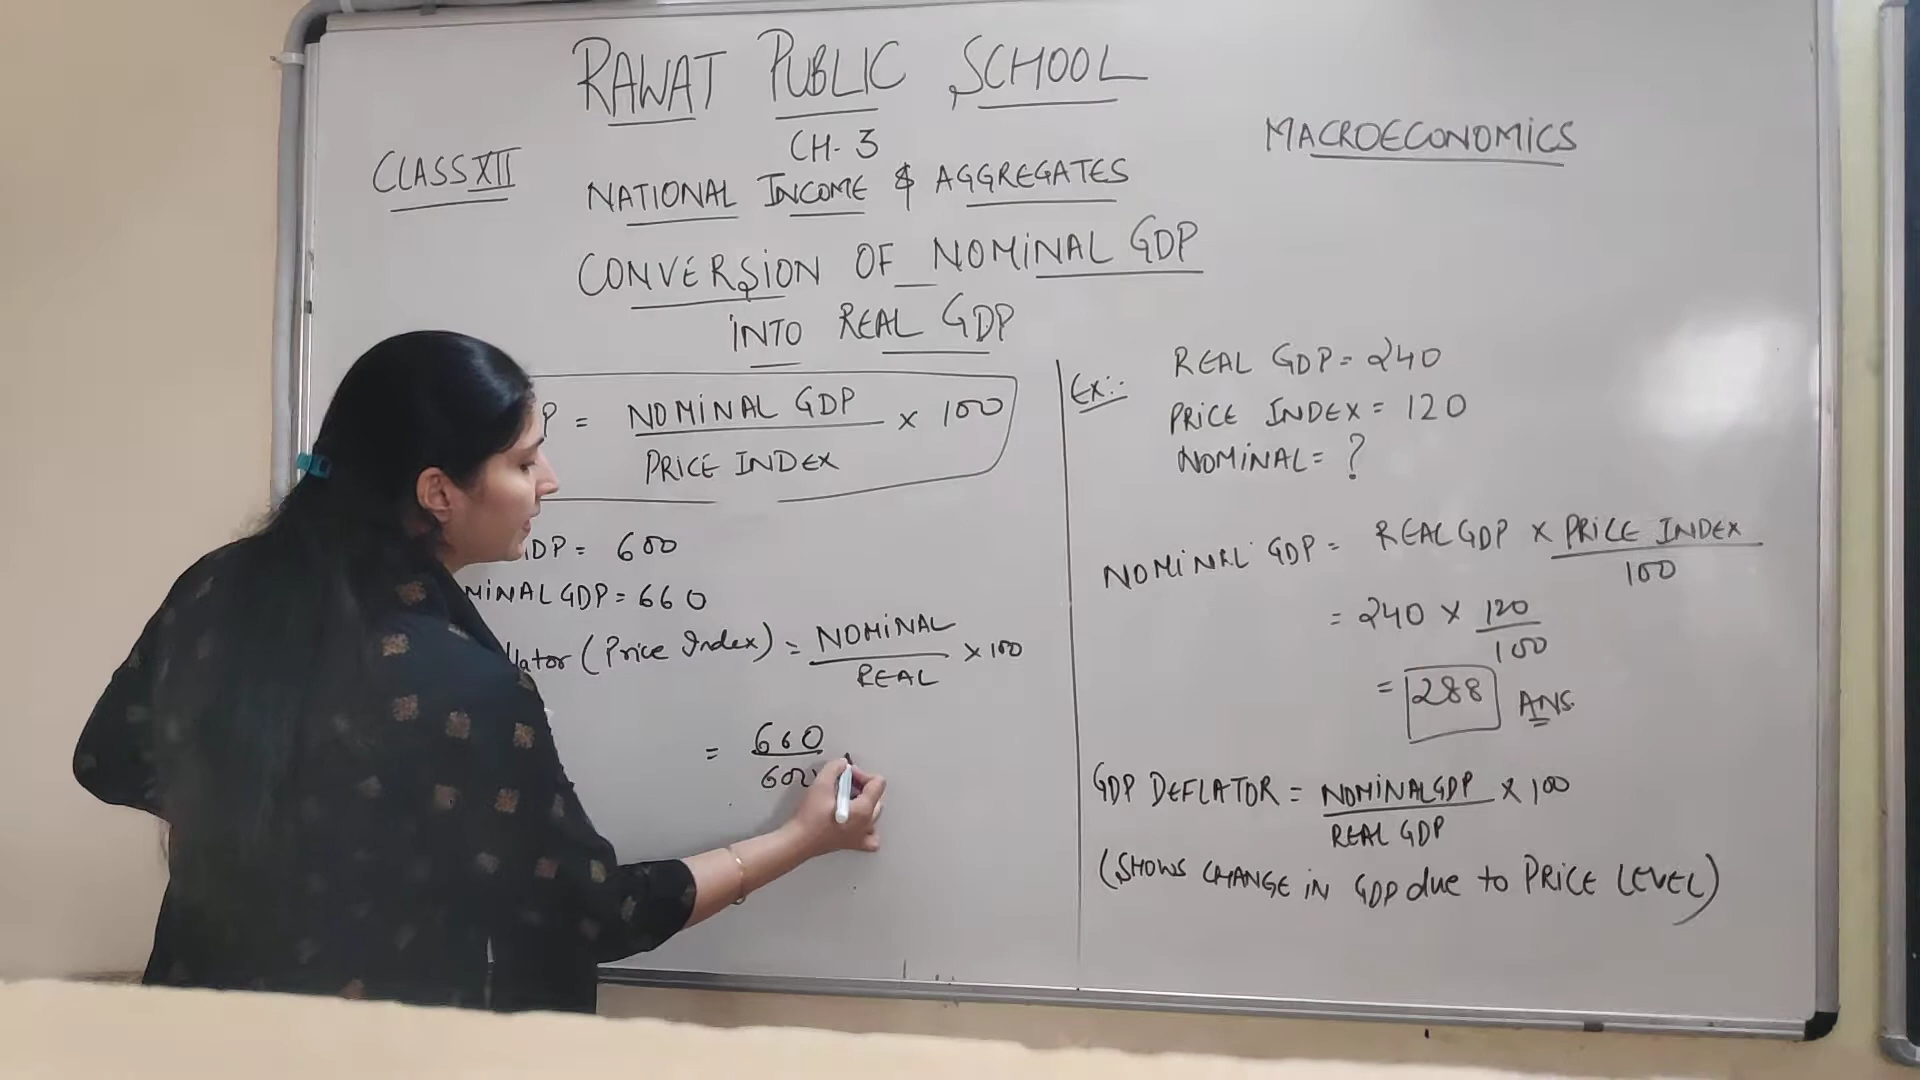 RAWAT PUBLIC SCHOOL
CLASS XII
CH. 3
MACROECONOMICS
NATIONAL INCOME & AGGREGATES
CONVERSION OF NOMINAL GDP
INTO REAL GDP
P = NOMINAL GDP / PRICE INDEX × 100
DP = 600
MINAL GDP = 660
lator (Price Index) = NOMINAL / REAL × 100
= 660 / 600
Ex:-
REAL GDP = 240
PRICE INDEX = 120
NOMINAL = ?
NOMINAL GDP = REAL GDP × PRICE INDEX / 100
= 240 × 120 / 100
= 288 ANS.
GDP DEFLATOR = NOMINAL GDP / REAL GDP × 100
(SHOWS CHANGE IN GDP due to PRICE LEVEL)